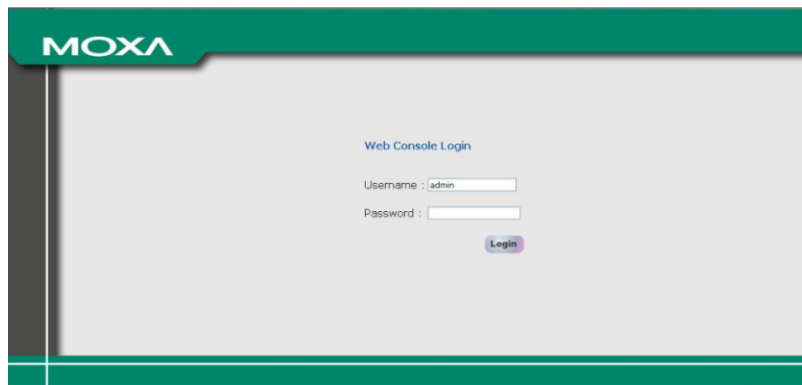 MOXA
Web Console Login
Username : admin
Password :
Login